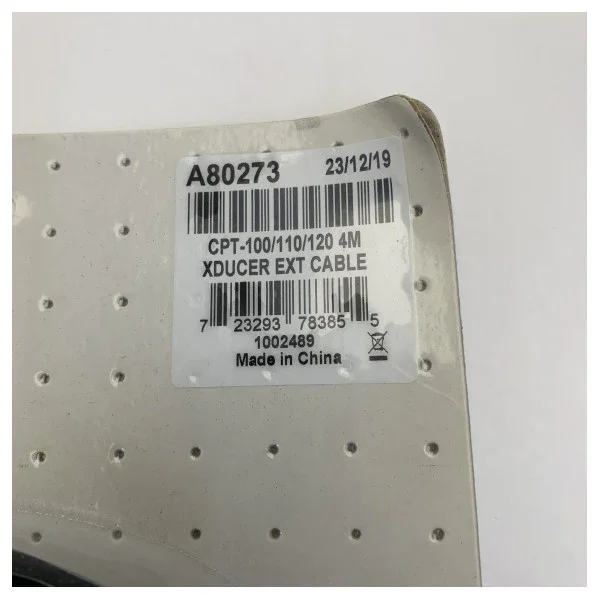 A80273 23/12/19
CPT-100/110/120 4M
XDUCER EXT CABLE
7 23293 78385 5
1002489
Made in China